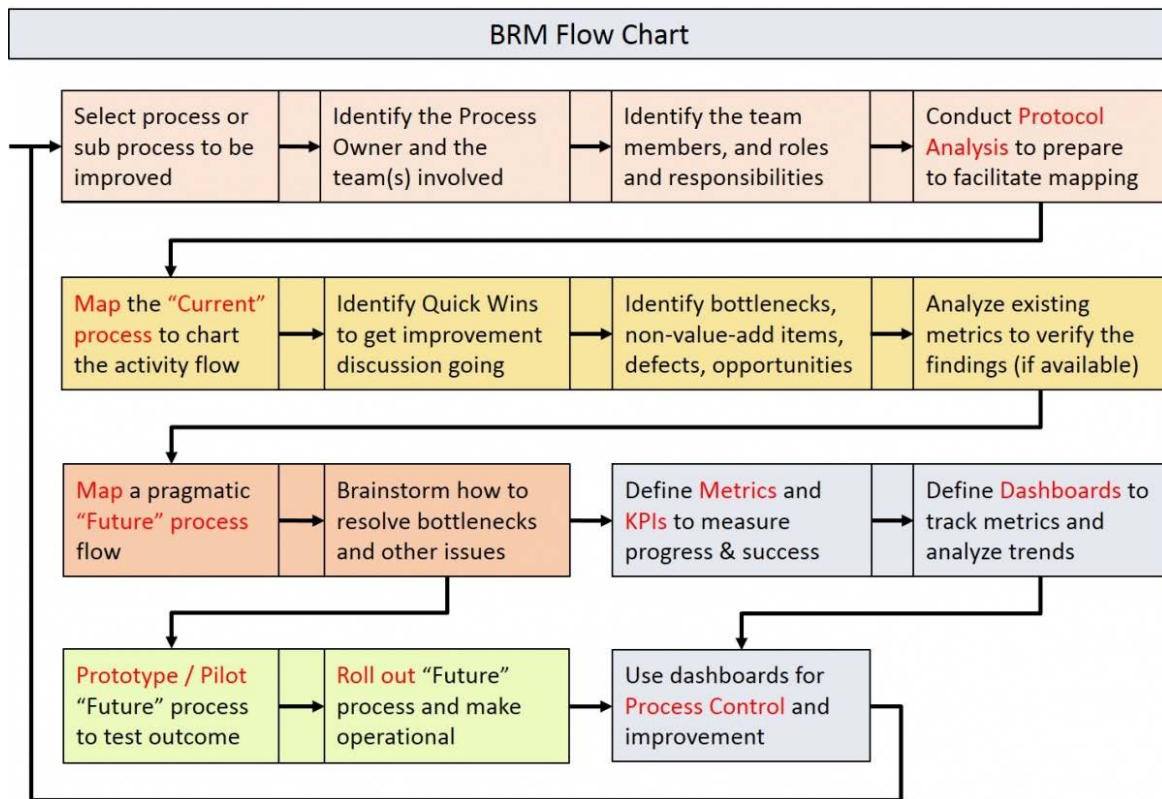 BRM Flow Chart
Select process or
sub process to be
improved
Identify the Process
Owner and the
team(s) involved
Identify the team
members, and roles
and responsibilities
Conduct Protocol
Analysis to prepare
to facilitate mapping
Map the “Current”
process to chart
the activity flow
Identify Quick Wins
to get improvement
discussion going
Identify bottlenecks,
non-value-add items,
defects, opportunities
Analyze existing
metrics to verify the
findings (if available)
Map a pragmatic
“Future” process
flow
Brainstorm how to
resolve bottlenecks
and other issues
Define Metrics and
KPIs to measure
progress & success
Define Dashboards to
track metrics and
analyze trends
Prototype / Pilot
“Future” process
to test outcome
Roll out “Future”
process and make
operational
Use dashboards for
Process Control and
improvement